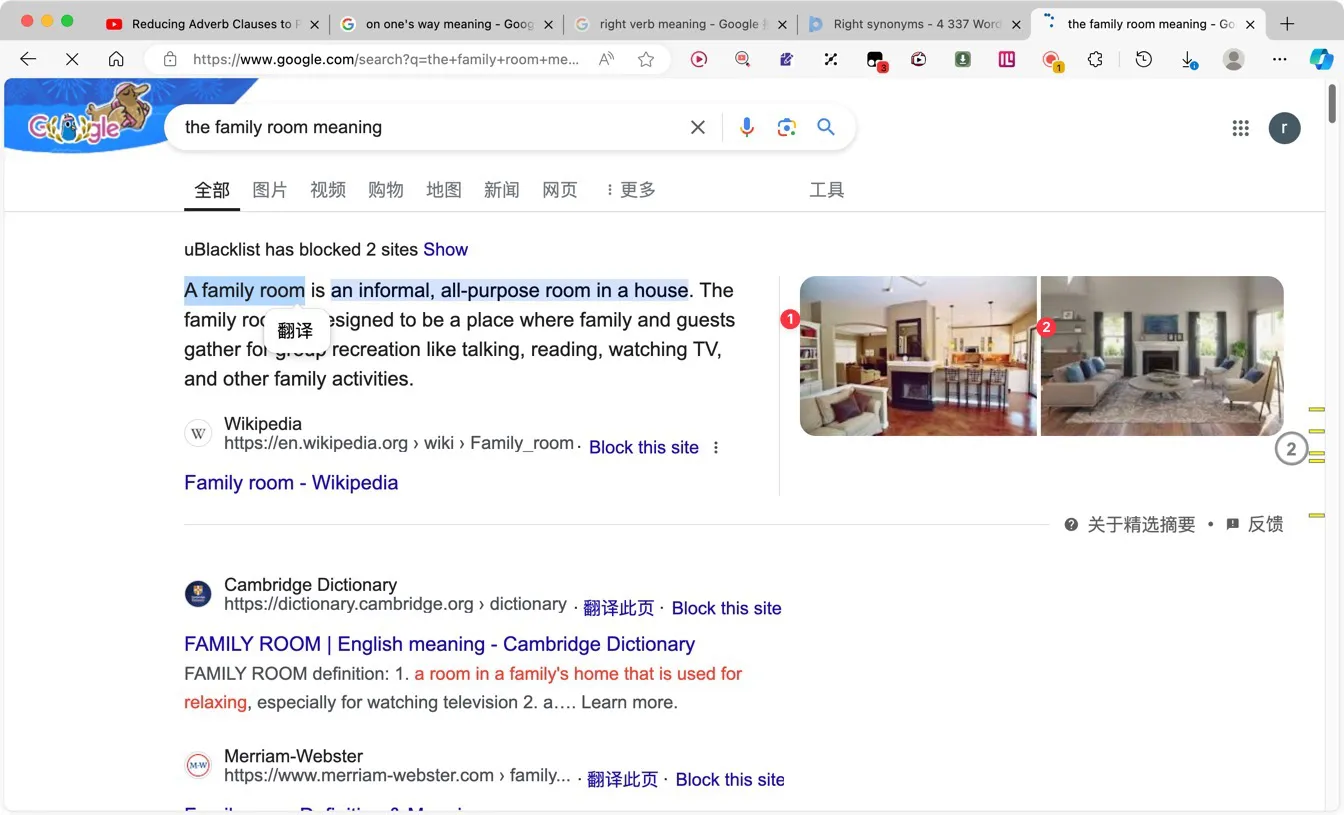 Reducing Adverb Clauses to P
on one's way meaning - Goog
right verb meaning - Google
Right synonyms - 4 337 Word
the family room meaning - Go
https://www.google.com/search?q=the+family+room+me...
3
1
Google
the family room meaning
r
全部
图片
视频
购物
地图
新闻
网页
更多
工具
uBlacklist has blocked 2 sites Show
A family room is an informal, all-purpose room in a house. The
family designed to be a place where family and guests
翻译
gather for group recreation like talking, reading, watching TV,
and other family activities.
1
2
2
W
Wikipedia
https://en.wikipedia.org › wiki › Family_room · Block this site
Family room - Wikipedia
关于精选摘要 • 反馈
Cambridge Dictionary
https://dictionary.cambridge.org › dictionary · 翻译此页 · Block this site
FAMILY ROOM | English meaning - Cambridge Dictionary
FAMILY ROOM definition: 1. a room in a family's home that is used for
relaxing, especially for watching television 2. a…. Learn more.
M-W
Merriam-Webster
https://www.merriam-webster.com › family... · 翻译此页 · Block this site